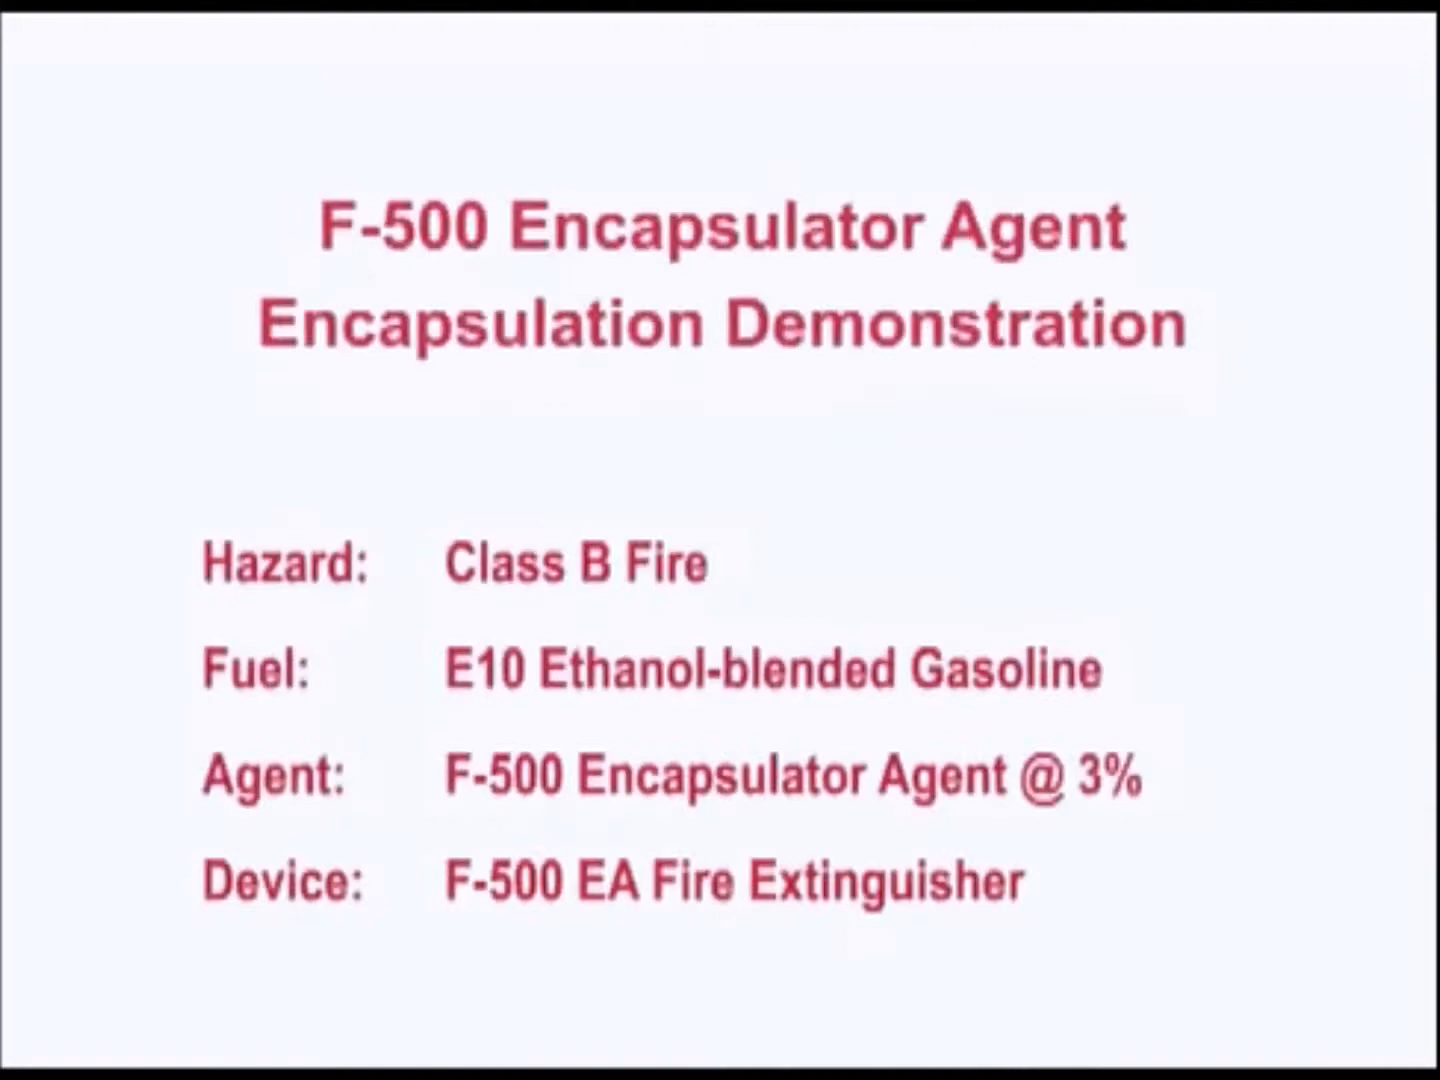 F-500 Encapsulator Agent
Encapsulation Demonstration
Hazard: Class B Fire
Fuel: E10 Ethanol-blended Gasoline
Agent: F-500 Encapsulator Agent @ 3%
Device: F-500 EA Fire Extinguisher